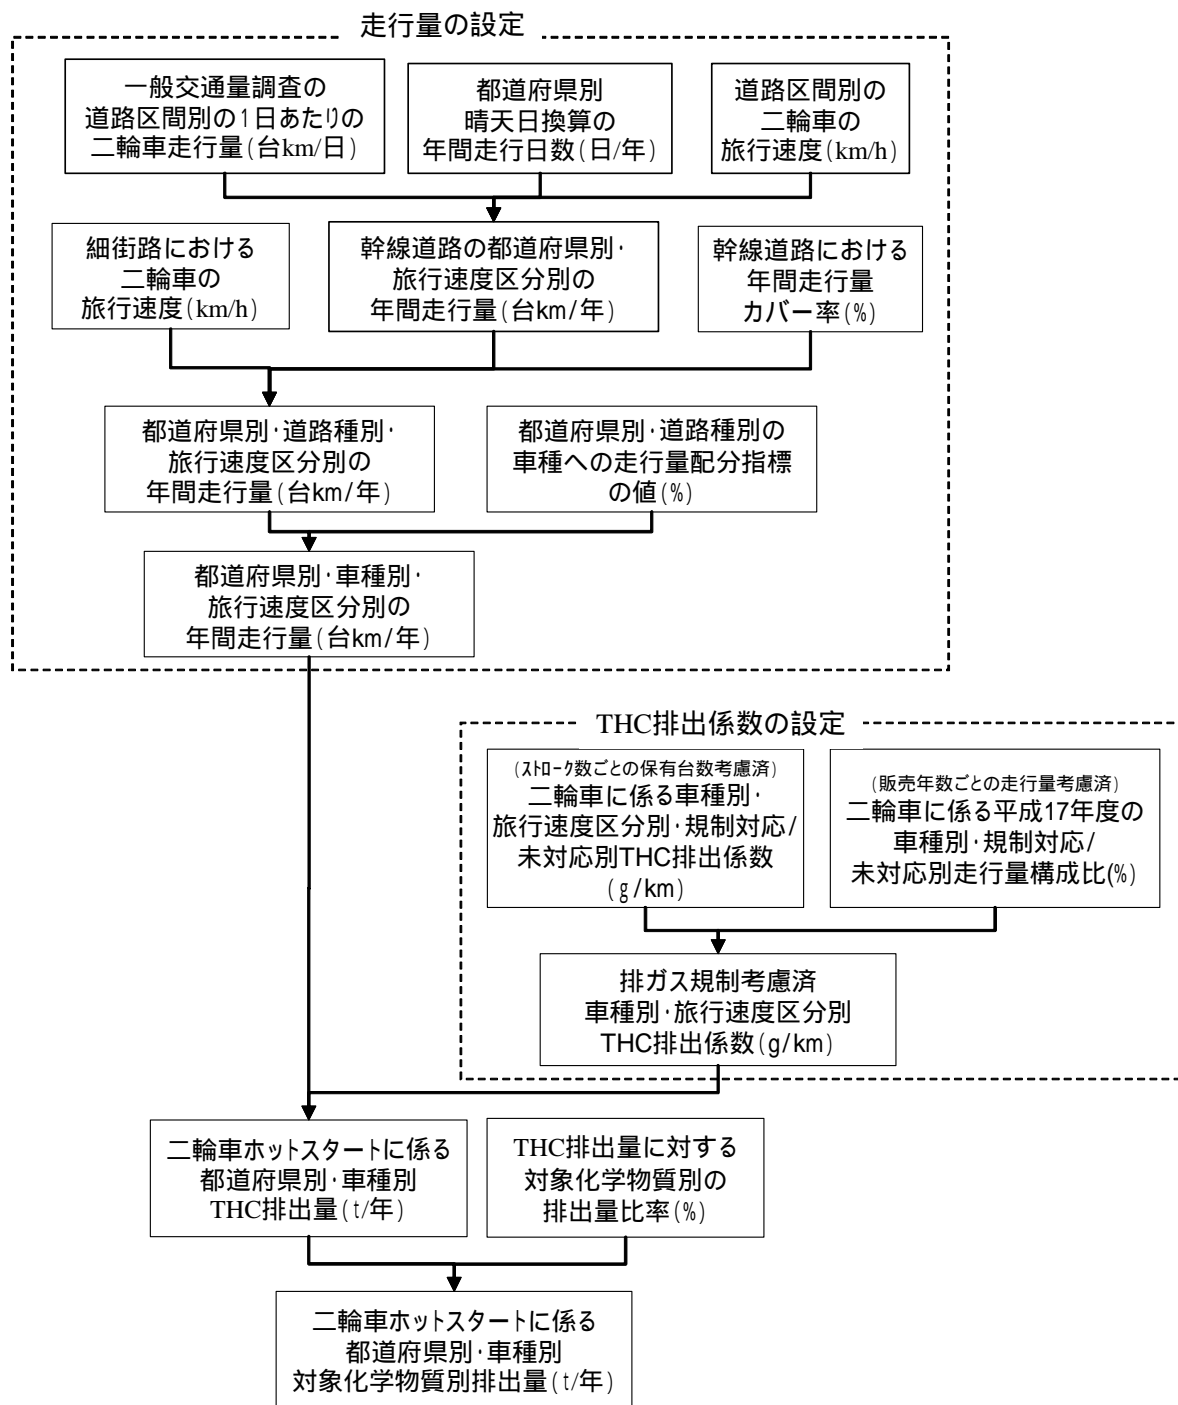 走行量の設定
一般交通量調査の
道路区間別の1日あたりの
二輪車走行量(台km/日)
都道府県別
晴天日換算の
年間走行日数(日/年)
道路区間別の
二輪車の
旅行速度(km/h)
細街路における
二輪車の
旅行速度(km/h)
幹線道路の都道府県別・
旅行速度区分別の
年間走行量(台km/年)
幹線道路における
年間走行量
カバー率(%)
都道府県別・道路種別・
旅行速度区分別の
年間走行量(台km/年)
都道府県別・道路種別の
車種への走行量配分指標
の値(%)
都道府県別・車種別・
旅行速度区分別の
年間走行量(台km/年)
THC排出係数の設定
(ストローク数ごとの保有台数考慮済)
二輪車に係る車種別・
旅行速度区分別・規制対応/
未対応別THC排出係数
(g/km)
(販売年数ごとの走行量考慮済)
二輪車に係る平成17年度の
車種別・規制対応/
未対応別走行量構成比(%)
排ガス規制考慮済
車種別・旅行速度区分別
THC排出係数(g/km)
二輪車ホットスタートに係る
都道府県別・車種別
THC排出量(t/年)
THC排出量に対する
対象化学物質別の
排出量比率(%)
二輪車ホットスタートに係る
都道府県別・車種別
対象化学物質別排出量(t/年)